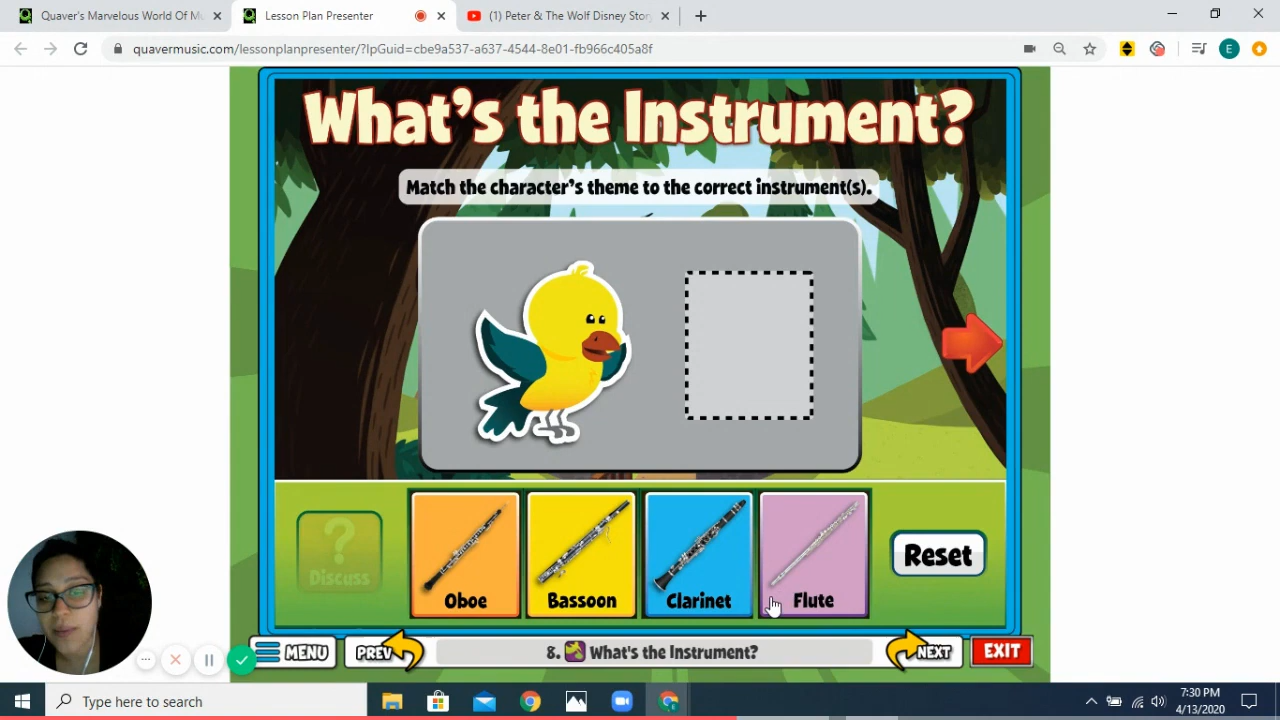 Quaver's Marvelous World Of Mu
Lesson Plan Presenter
(1) Peter & The Wolf Disney Story
quavermusic.com/lessonplanpresenter/?lpGuid=cbe9a537-a637-4544-8e01-fb966c405a8f
E
What's the Instrument?
Match the character's theme to the correct instrument(s).
?
Discuss
Oboe
Bassoon
Clarinet
Flute
Reset
MENU
PREV
8. What's the Instrument?
NEXT
EXIT
Type here to search
7:30 PM
4/13/2020